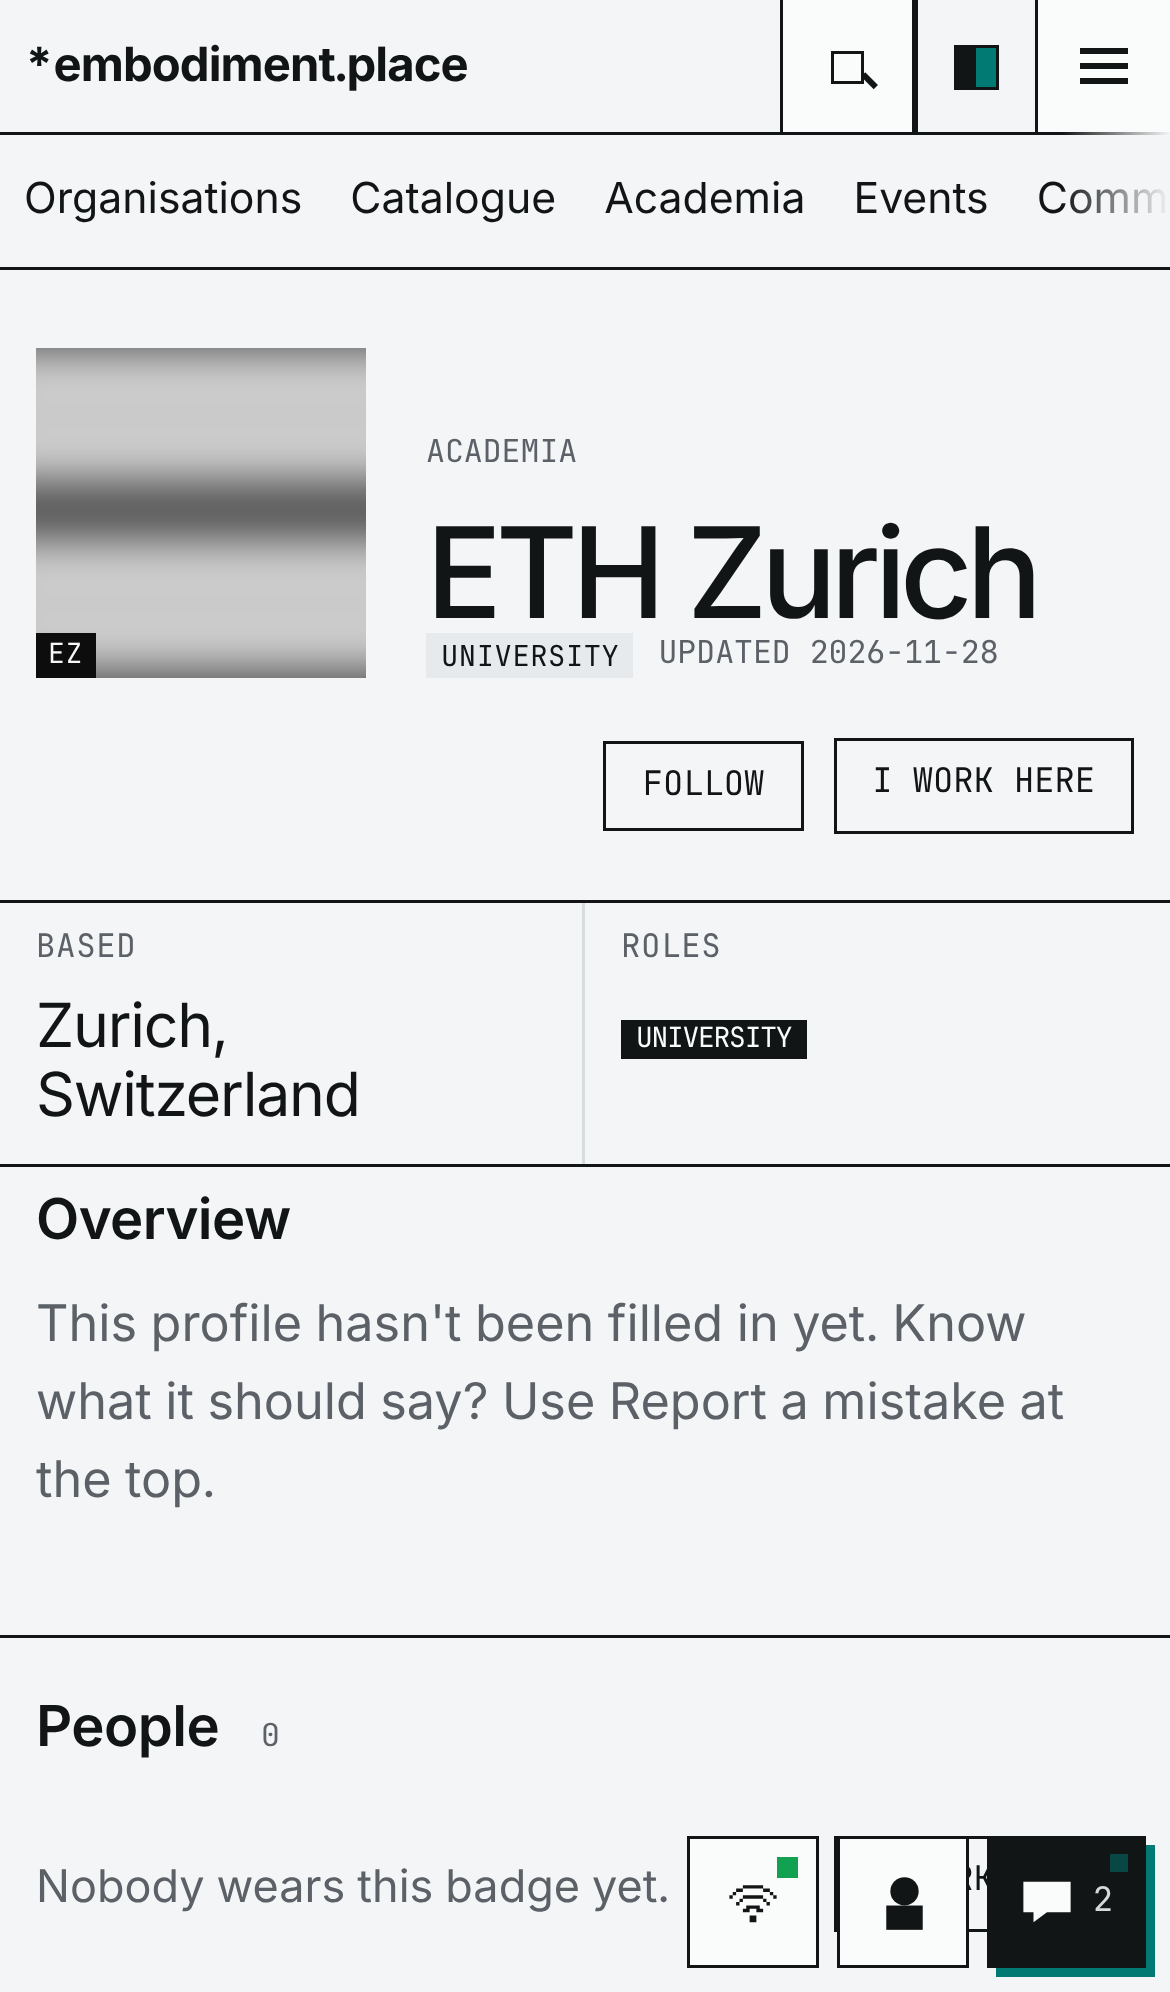 *embodiment.place
Organisations Catalogue Academia Events Comm
ACADEMIA
ETH Zurich
EZ
UNIVERSITY UPDATED 2026-11-28
FOLLOW I WORK HERE
BASED
Zurich,
Switzerland
ROLES
UNIVERSITY
Overview
This profile hasn't been filled in yet. Know
what it should say? Use Report a mistake at
the top.
People 0
Nobody wears this badge yet.
2